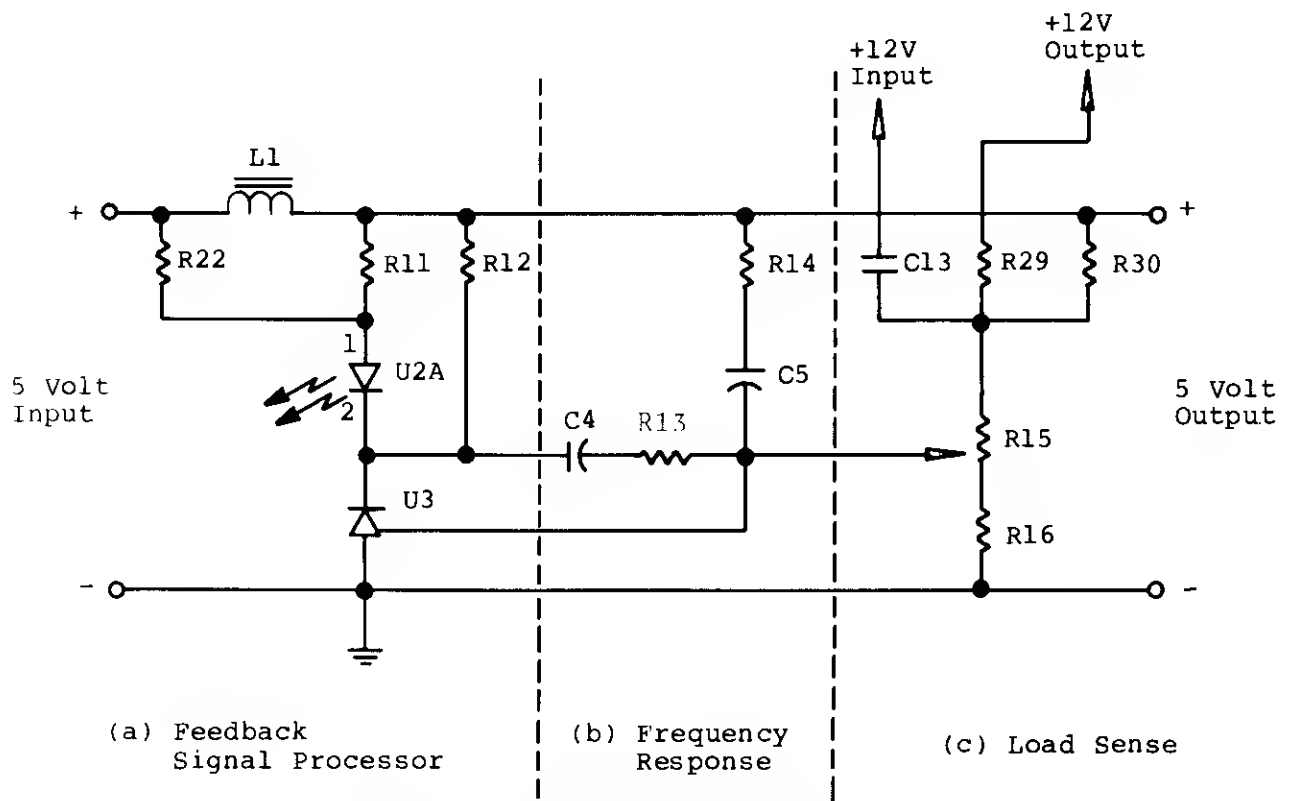 +12V
Output
+12V
Input
L1
+
+
R22
R11
R12
R14
C13
R29
R30
1
U2A
2
C5
5 Volt
Input
5 Volt
Output
C4
R13
R15
U3
R16
-
-
(a) Feedback
Signal Processor
(b) Frequency
Response
(c) Load Sense